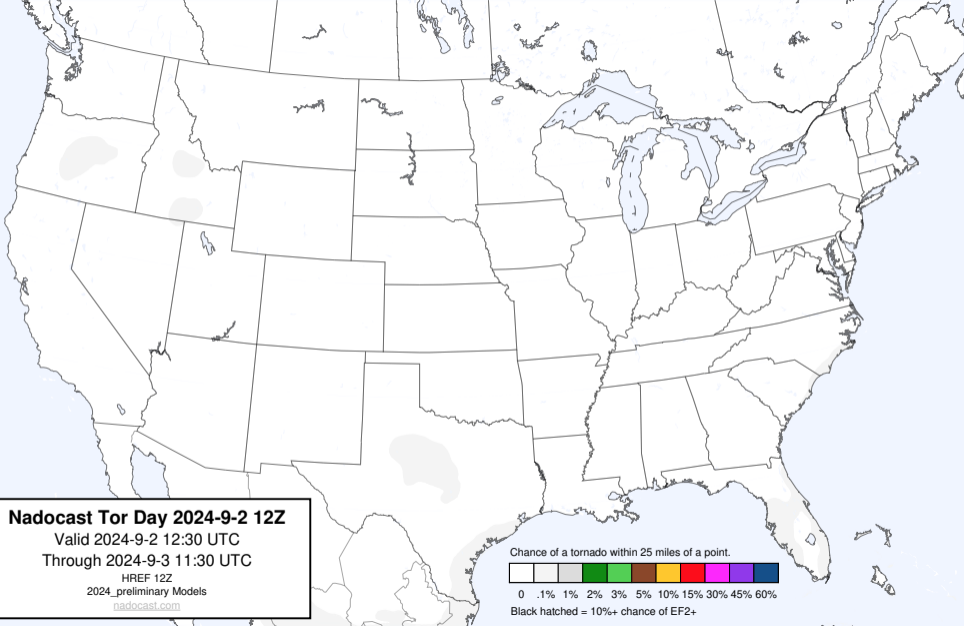 Nadocast Tor Day 2024-9-2 12Z
Valid 2024-9-2 12:30 UTC
Through 2024-9-3 11:30 UTC
HREF 12Z
2024_preliminary Models
nadocast.com
Chance of a tornado within 25 miles of a point.
0 .1% 1% 2% 3% 5% 10% 15% 30% 45% 60%
Black hatched = 10%+ chance of EF2+